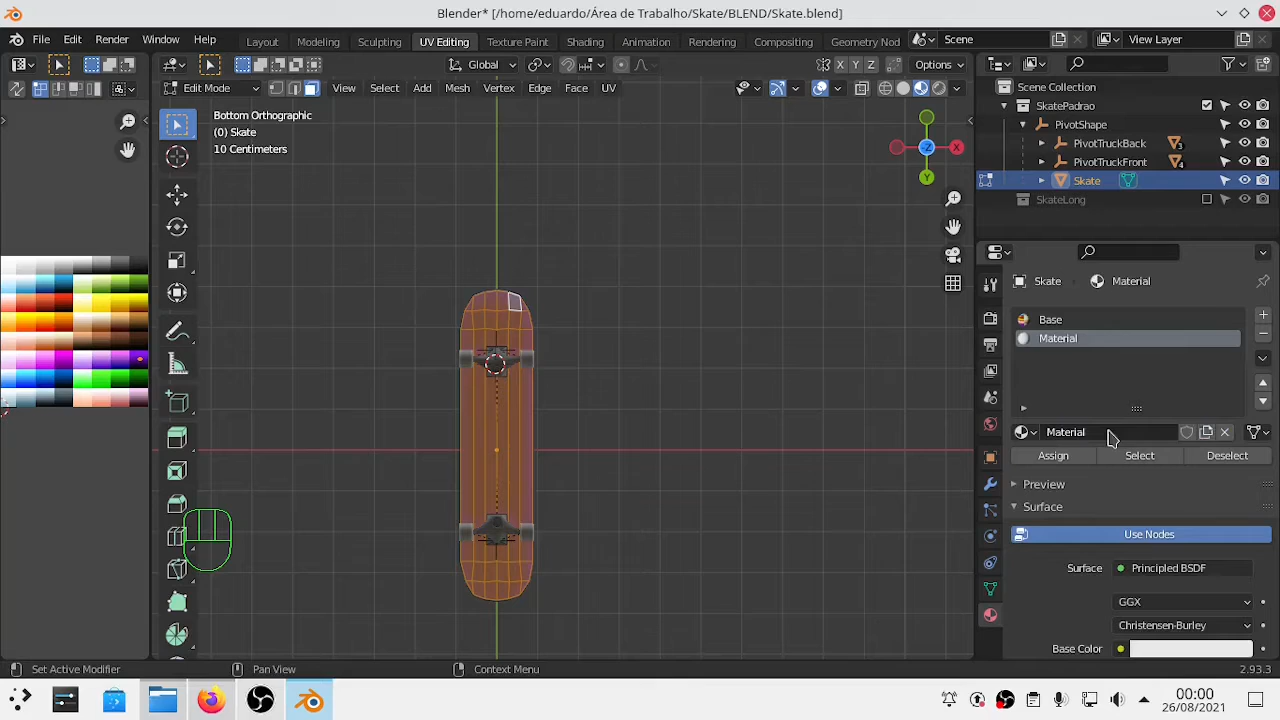 Blender* [/home/eduardo/Área de Trabalho/Skate/BLEND/Skate.blend]
File Edit Render Window Help Layout Modeling Sculpting UV Editing Texture Paint Shading Animation Rendering Compositing Geometry Nod Scene View Layer
Global X Y Z Options
Edit Mode View Select Add Mesh Vertex Edge Face UV
Scene Collection
SkatePadrao
PivotShape
PivotTruckBack 3
PivotTruckFront 4
Skate
SkateLong
Bottom Orthographic
(0) Skate
10 Centimeters
-Z X Y
Skate Material
Base
Material
Material
Assign Select Deselect
Preview
Surface
Use Nodes
Surface Principled BSDF
GGX
Christensen-Burley
Base Color
Set Active Modifier Pan View Context Menu 2.93.3
00:00
26/08/2021